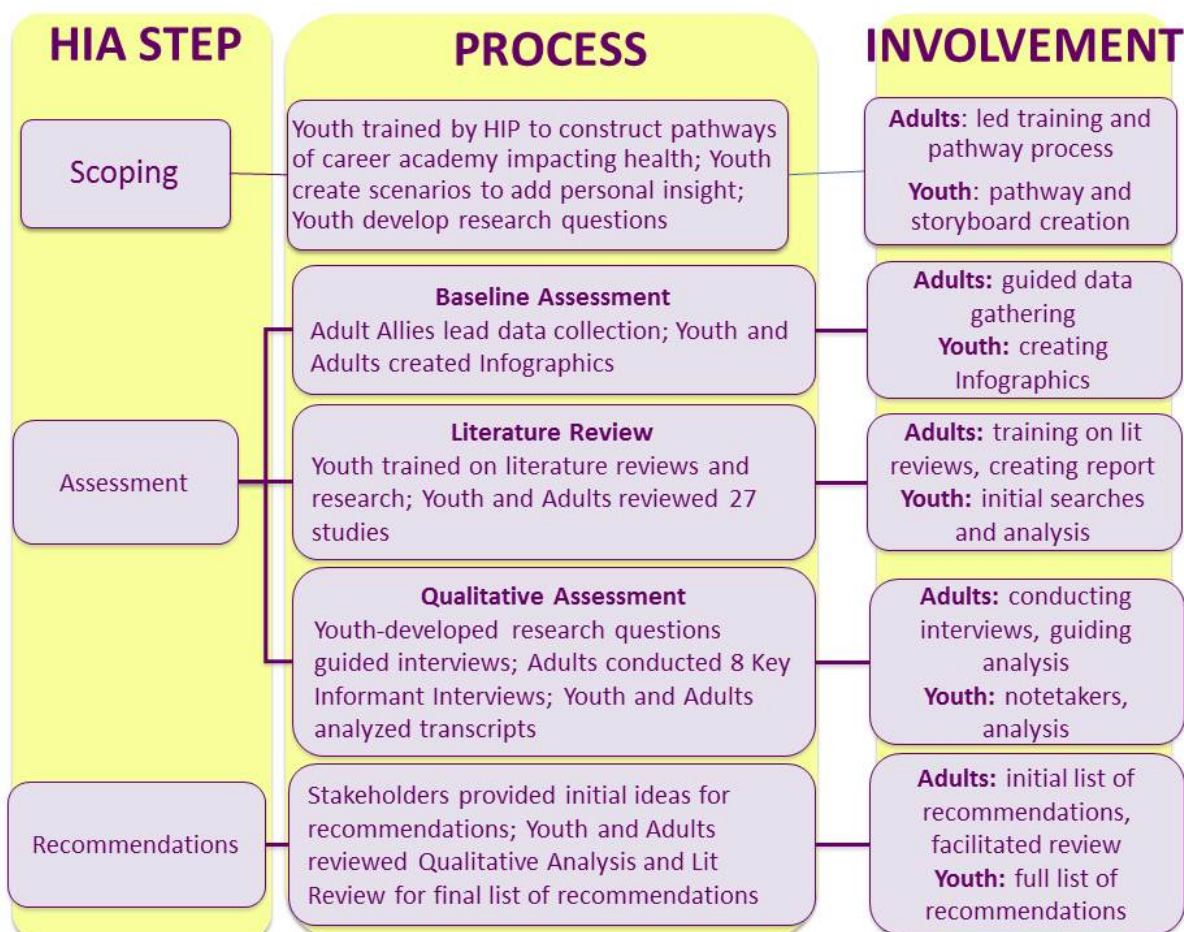 HIA STEP
PROCESS
INVOLVEMENT
Scoping
Youth trained by HIP to construct pathways
of career academy impacting health; Youth
create scenarios to add personal insight;
Youth develop research questions
Adults: led training and
pathway process
Youth: pathway and
storyboard creation
Assessment
Baseline Assessment
Adult Allies lead data collection; Youth and
Adults created Infographics
Adults: guided data
gathering
Youth: creating
Infographics
Literature Review
Youth trained on literature reviews and
research; Youth and Adults reviewed 27
studies
Adults: training on lit
reviews, creating report
Youth: initial searches
and analysis
Qualitative Assessment
Youth-developed research questions
guided interviews; Adults conducted 8 Key
Informant Interviews; Youth and Adults
analyzed transcripts
Adults: conducting
interviews, guiding
analysis
Youth: notetakers,
analysis
Recommendations
Stakeholders provided initial ideas for
recommendations; Youth and Adults
reviewed Qualitative Analysis and Lit
Review for final list of recommendations
Adults: initial list of
recommendations,
facilitated review
Youth: full list of
recommendations